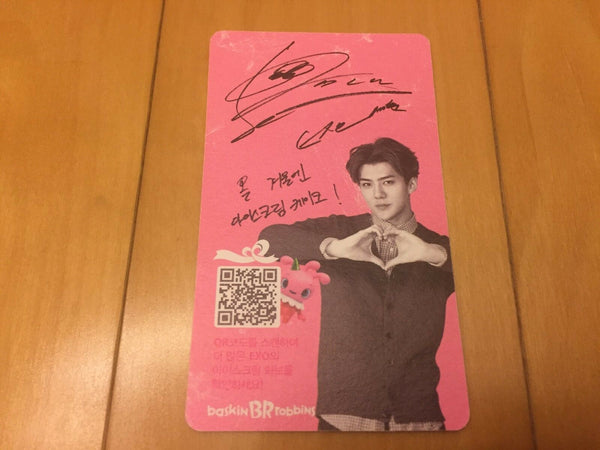 올 겨울엔
아이스크림 케이크!
QR코드를 스캔하여
더 많은 EXO와
아이스크림 화보를
확인하세요!
baskin BR robbins